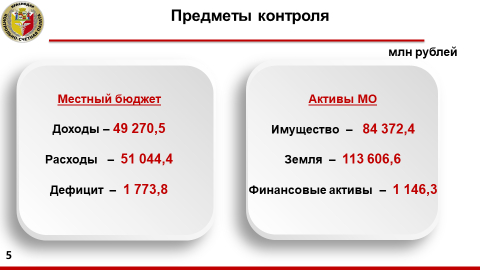 Предметы контроля
млн рублей
Местный бюджет
Доходы – 49 270,5
Расходы – 51 044,4
Дефицит – 1 773,8
Активы МО
Имущество – 84 372,4
Земля – 113 606,6
Финансовые активы – 1 146,3
5